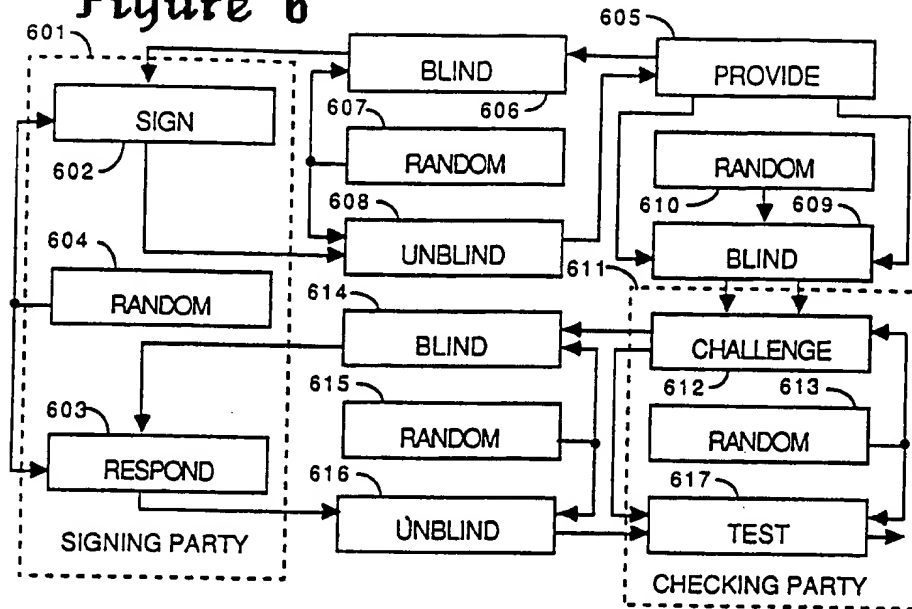 Figure 6
601
605
BLIND
606
PROVIDE
SIGN
602
607
RANDOM
RANDOM
610
609
608
UNBLIND
BLIND
604
RANDOM
611
614
BLIND
CHALLENGE
612
613
615
RANDOM
RANDOM
603
RESPOND
616
UNBLIND
617
TEST
SIGNING PARTY
CHECKING PARTY